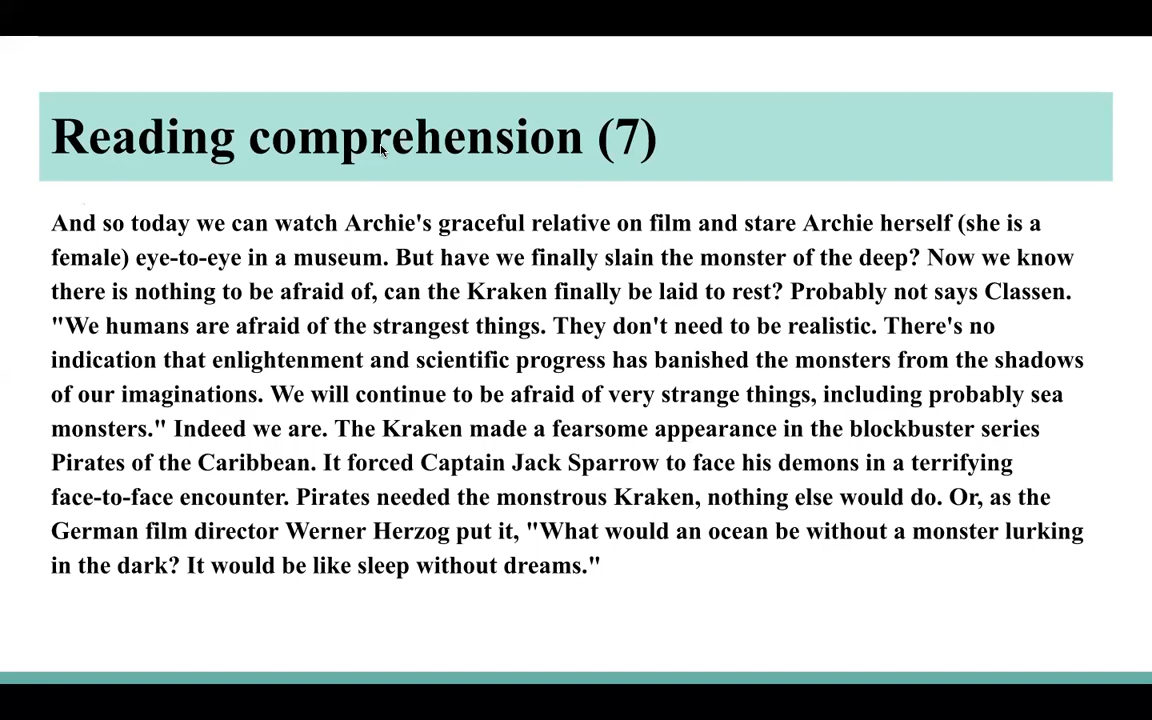 Reading comprehension (7)
And so today we can watch Archie's graceful relative on film and stare Archie herself (she is a
female) eye-to-eye in a museum. But have we finally slain the monster of the deep? Now we know
there is nothing to be afraid of, can the Kraken finally be laid to rest? Probably not says Classen.
"We humans are afraid of the strangest things. They don't need to be realistic. There's no
indication that enlightenment and scientific progress has banished the monsters from the shadows
of our imaginations. We will continue to be afraid of very strange things, including probably sea
monsters." Indeed we are. The Kraken made a fearsome appearance in the blockbuster series
Pirates of the Caribbean. It forced Captain Jack Sparrow to face his demons in a terrifying
face-to-face encounter. Pirates needed the monstrous Kraken, nothing else would do. Or, as the
German film director Werner Herzog put it, "What would an ocean be without a monster lurking
in the dark? It would be like sleep without dreams."